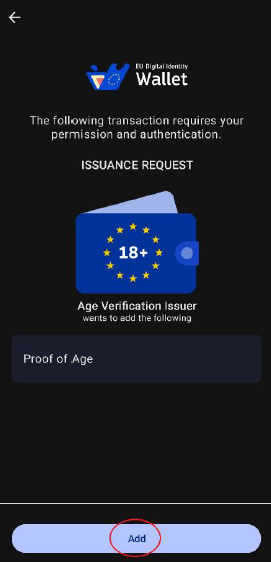 EU Digital Identity
Wallet
The following transaction requires your
permission and authentication.
ISSUANCE REQUEST
18+
Age Verification Issuer
wants to add the following
Proof of Age
Add